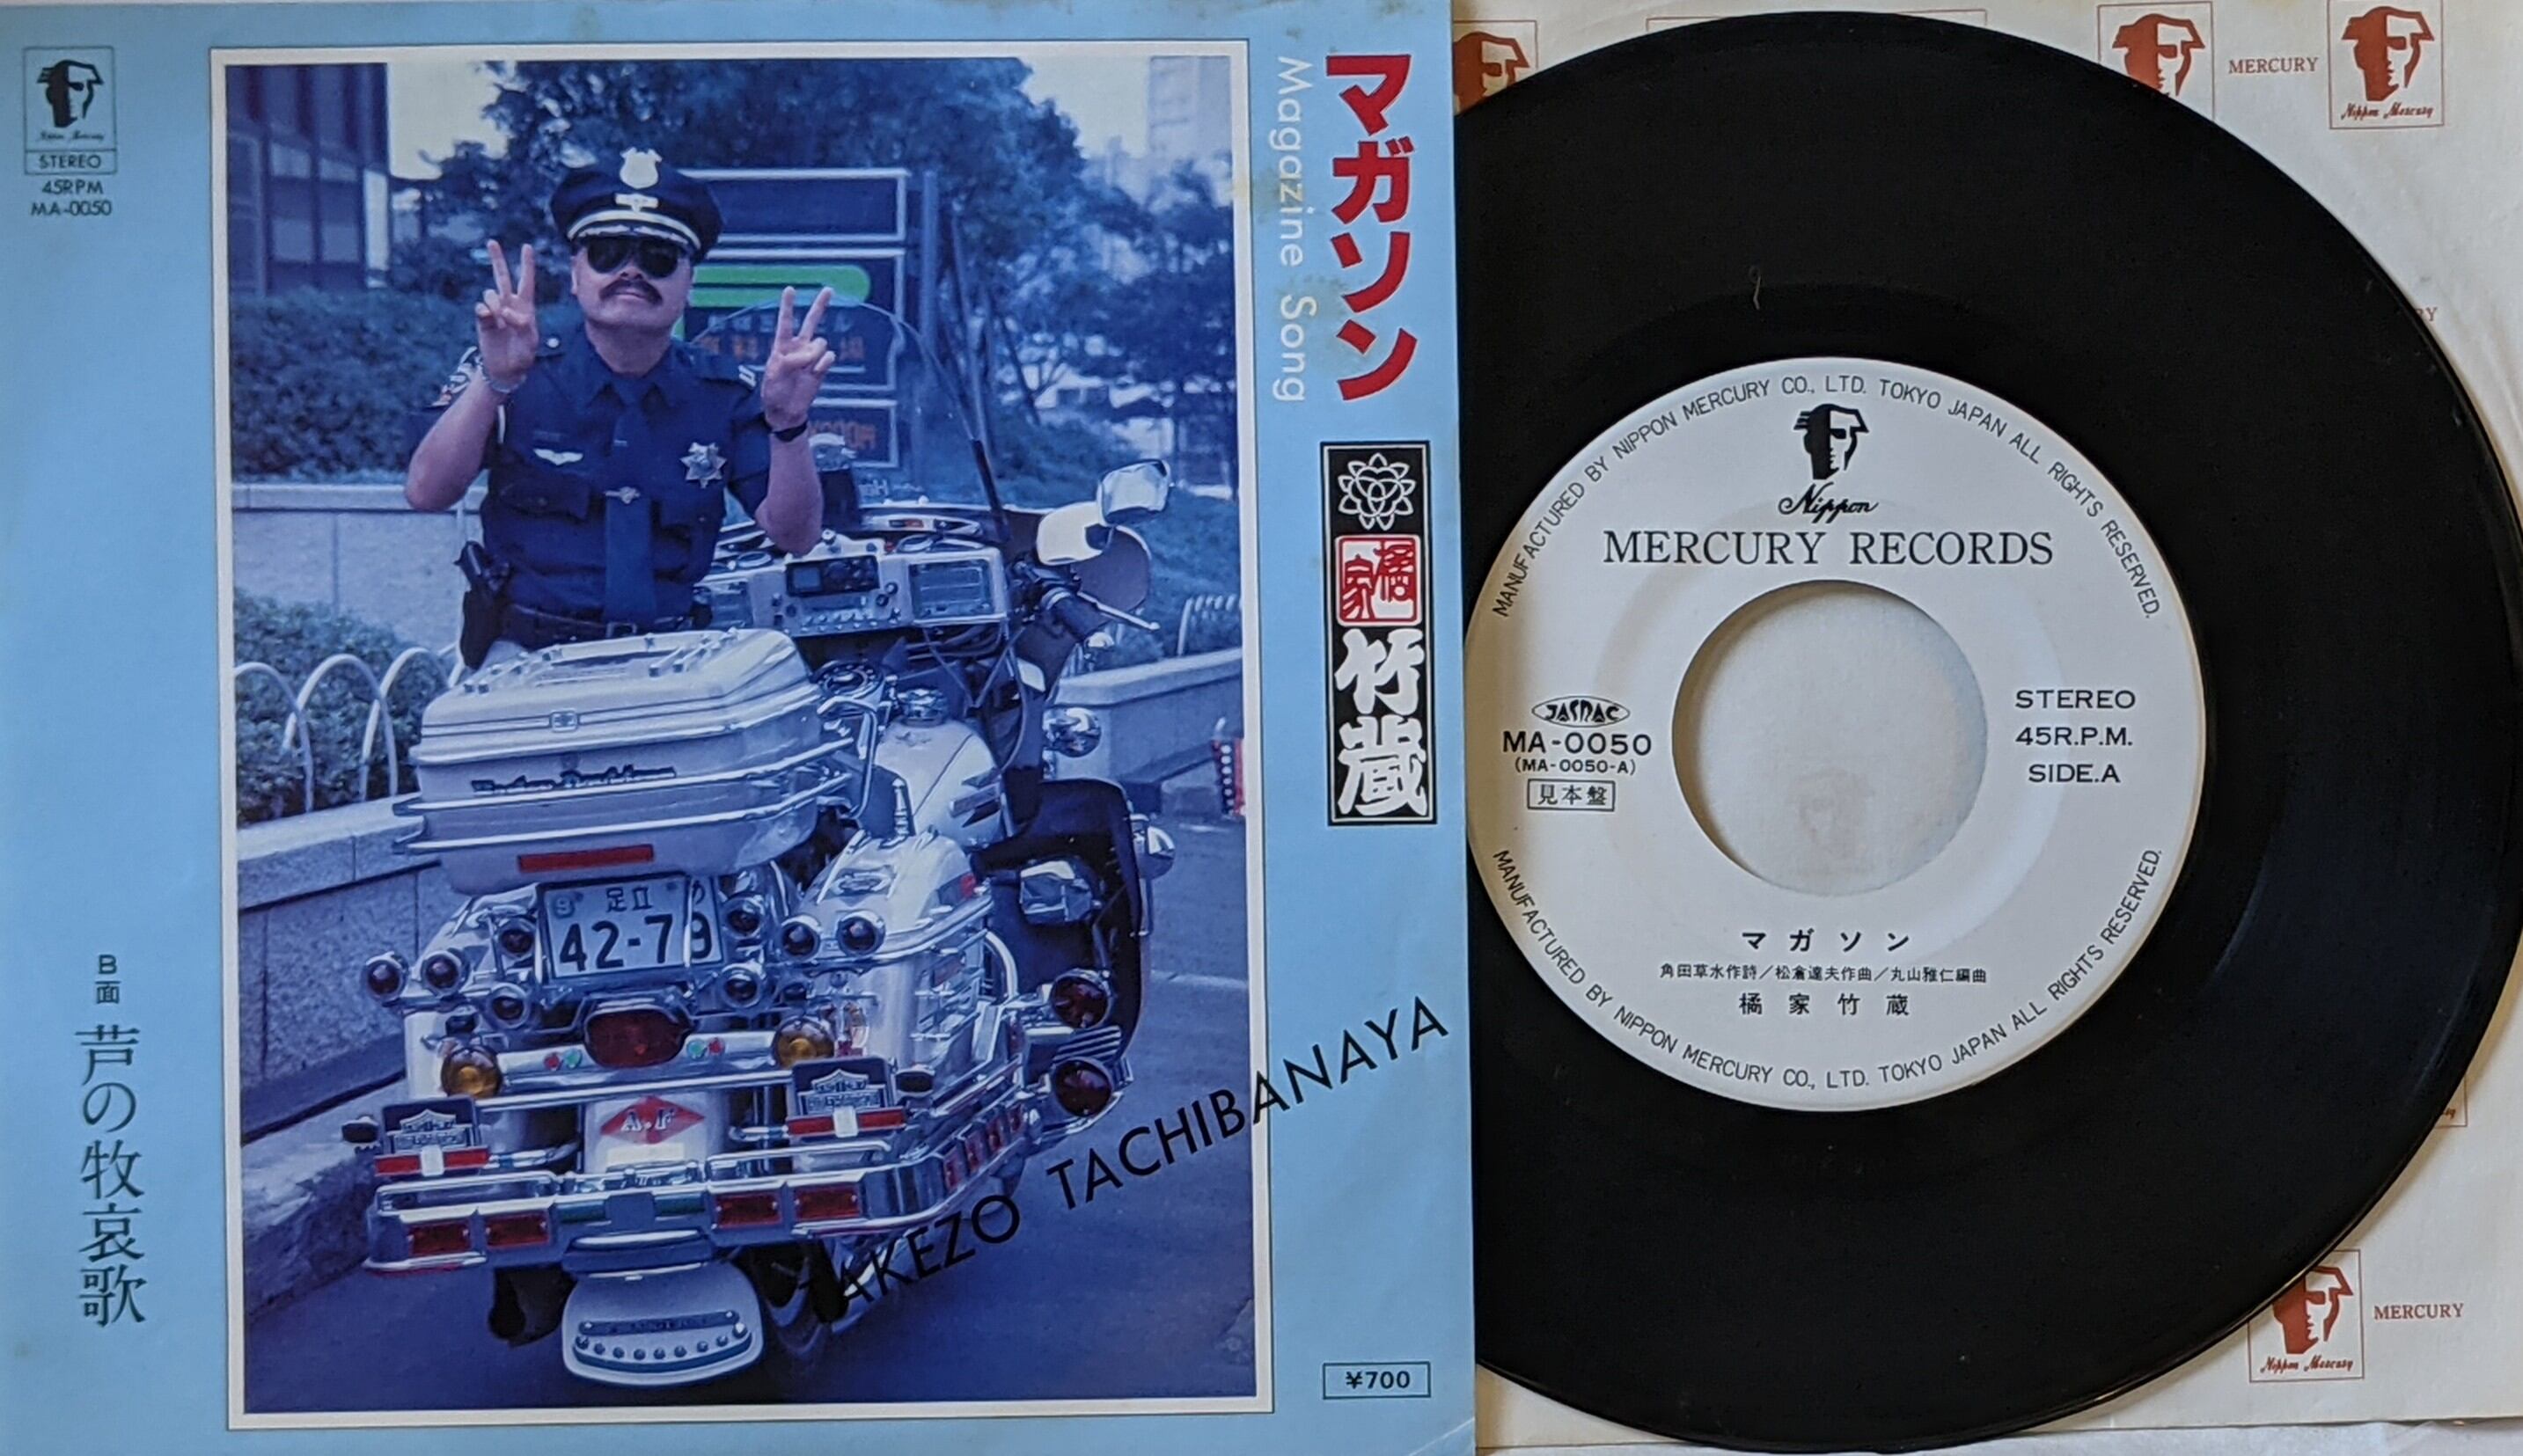 Nippon Mercury
STEREO
45RPM
MA-0050
マガソン
Magazine Song
橘家
竹蔵
B面
芦の牧哀歌
足立
42-79
A.F
TAKEZO TACHIBANAYA
¥700
MERCURY
Nippon Mercury
MANUFACTURED BY NIPPON MERCURY CO., LTD. TOKYO JAPAN ALL RIGHTS RESERVED.
Nippon
MERCURY RECORDS
JASRAC
MA-0050
(MA-0050-A)
見本盤
STEREO
45R.P.M.
SIDE.A
マガソン
角田草水作詩/松倉達夫作曲/丸山雅仁編曲
橘家竹蔵
MANUFACTURED BY NIPPON MERCURY CO., LTD. TOKYO JAPAN ALL RIGHTS RESERVED.
MERCURY
Nippon Mercury